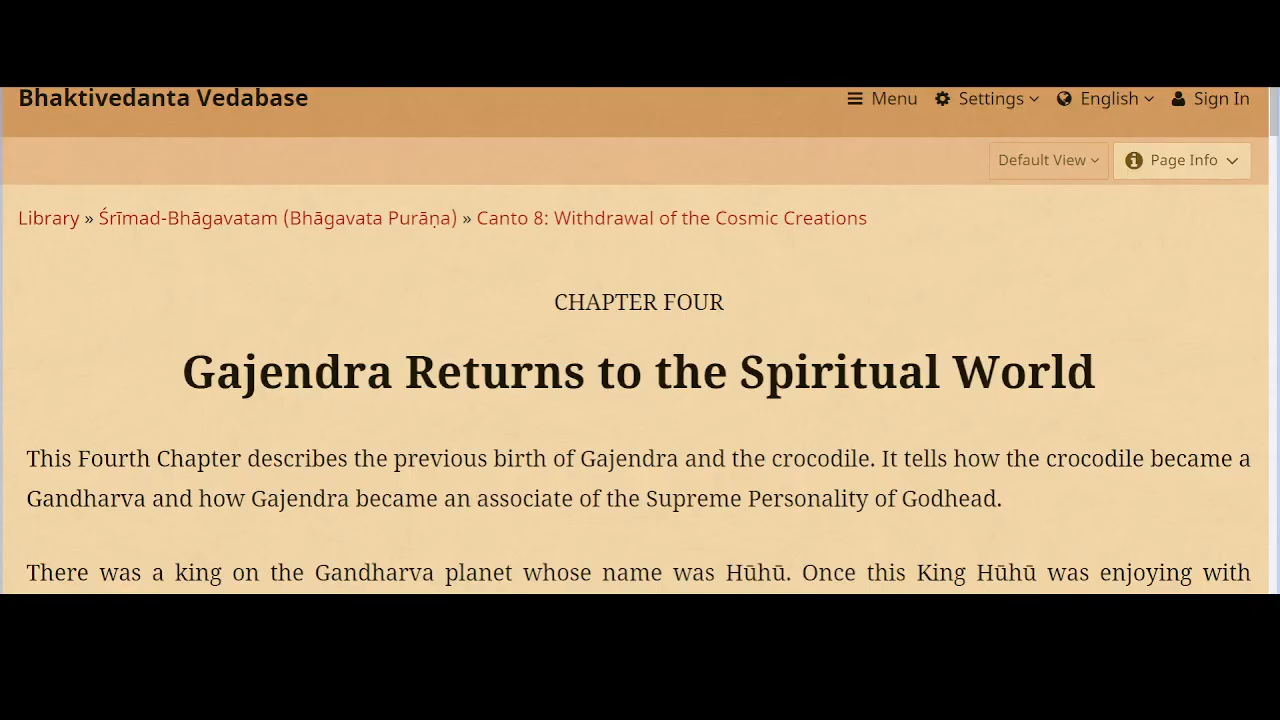 Bhaktivedanta Vedabase
Menu Settings English Sign In
Default View Page Info
Library » Śrīmad-Bhāgavatam (Bhāgavata Purāṇa) » Canto 8: Withdrawal of the Cosmic Creations
CHAPTER FOUR
Gajendra Returns to the Spiritual World
This Fourth Chapter describes the previous birth of Gajendra and the crocodile. It tells how the crocodile became a
Gandharva and how Gajendra became an associate of the Supreme Personality of Godhead.
There was a king on the Gandharva planet whose name was Hūhū. Once this King Hūhū was enjoying with